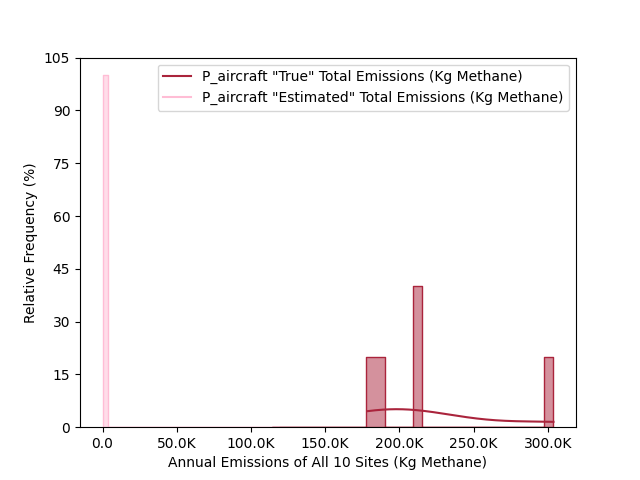 P_aircraft "True" Total Emissions (Kg Methane)
P_aircraft "Estimated" Total Emissions (Kg Methane)
105
90
75
60
45
30
15
0
Relative Frequency (%)
0.0 50.0K 100.0K 150.0K 200.0K 250.0K 300.0K
Annual Emissions of All 10 Sites (Kg Methane)